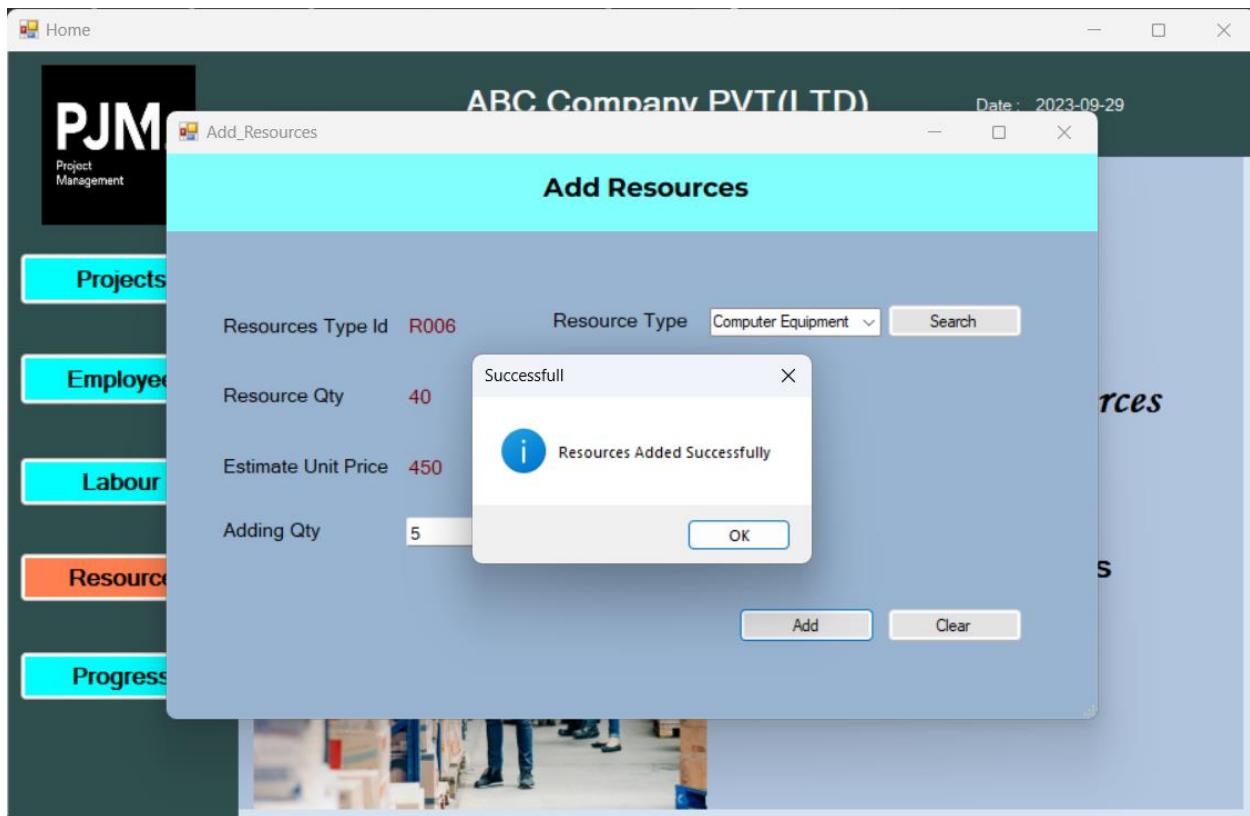 Home
ABC Company PVT(LTD)
Date : 2023-09-29
PJM
Project
Management
Add_Resources
Add Resources
Projects
Resources Type Id R006 Resource Type Computer Equipment Search
Successfull
Employee
Resource Qty 40
rces
Resources Added Successfully
Estimate Unit Price 450
Labour
Adding Qty 5
OK
s
Resource
Add Clear
Progress